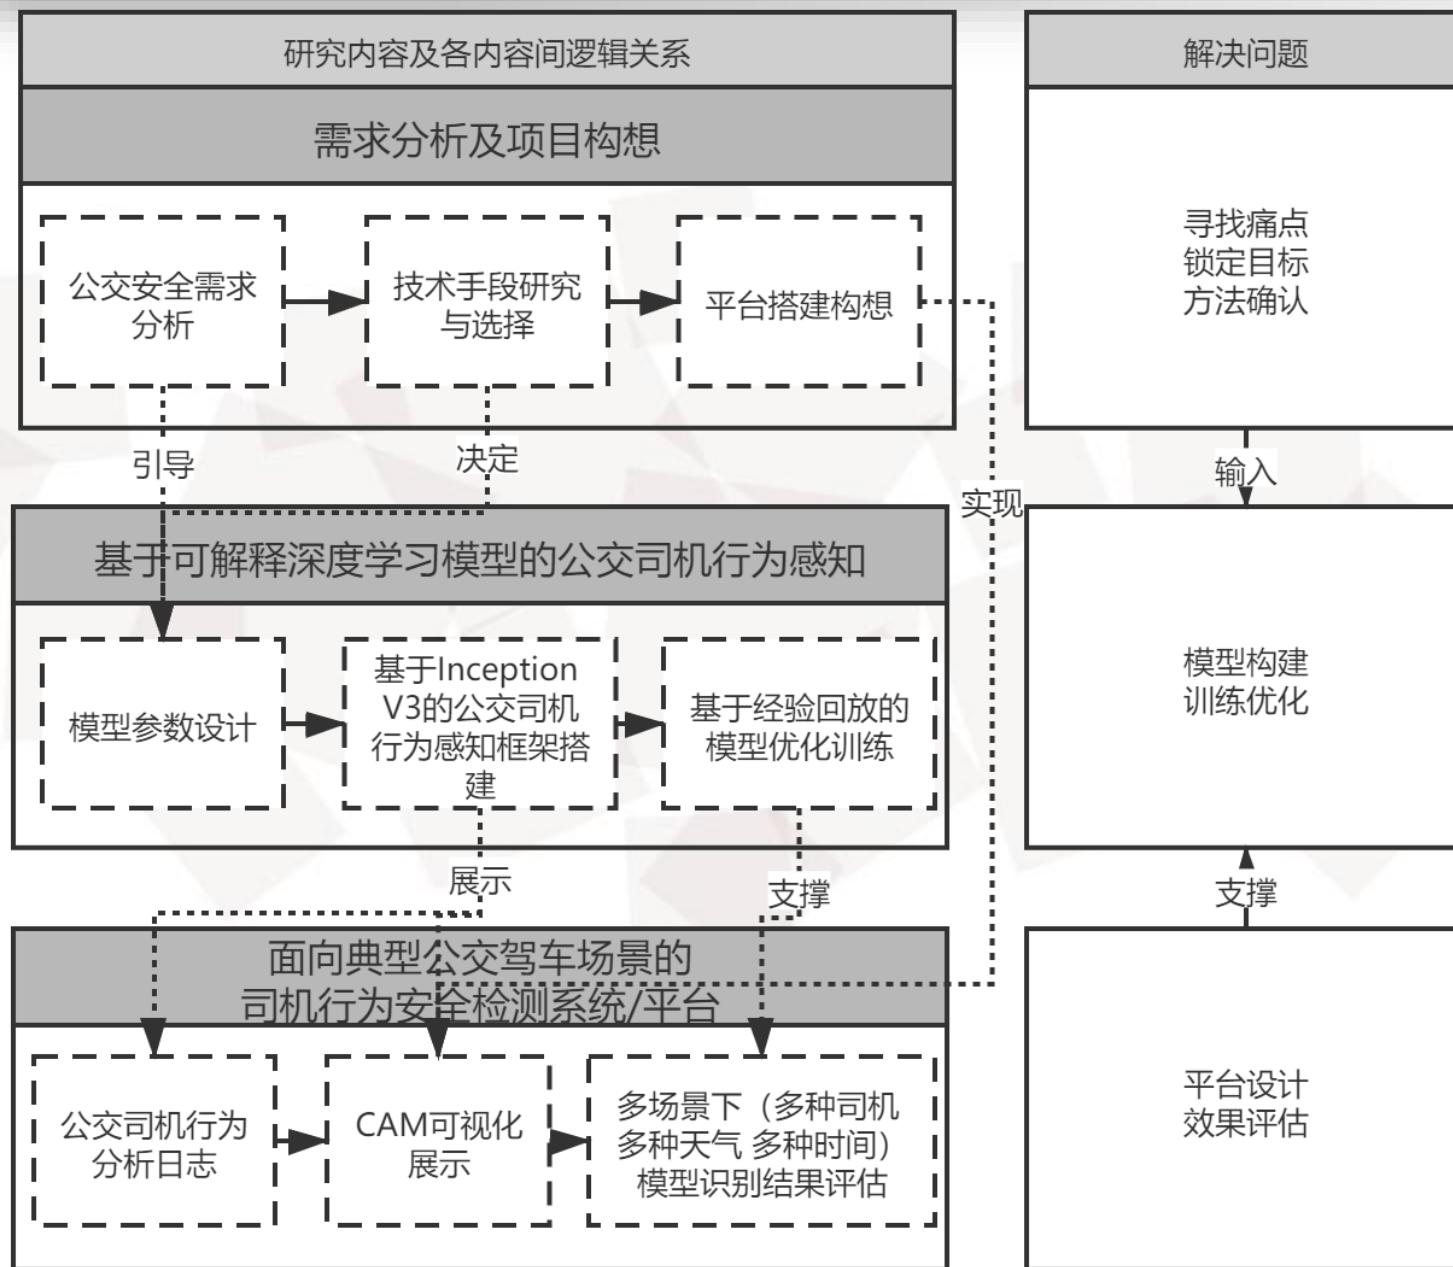 研究内容及各内容间逻辑关系
解决问题
需求分析及项目构想
公交安全需求
分析
技术手段研究
与选择
平台搭建构想
寻找痛点
锁定目标
方法确认
引导
决定
实现
输入
基于可解释深度学习模型的公交司机行为感知
模型参数设计
基于Inception
V3的公交司机
行为感知框架搭
建
基于经验回放的
模型优化训练
模型构建
训练优化
展示
支撑
支撑
面向典型公交驾车场景的
司机行为安全检测系统/平台
公交司机行为
分析日志
CAM可视化
展示
多场景下（多种司机
多种天气 多种时间）
模型识别结果评估
平台设计
效果评估